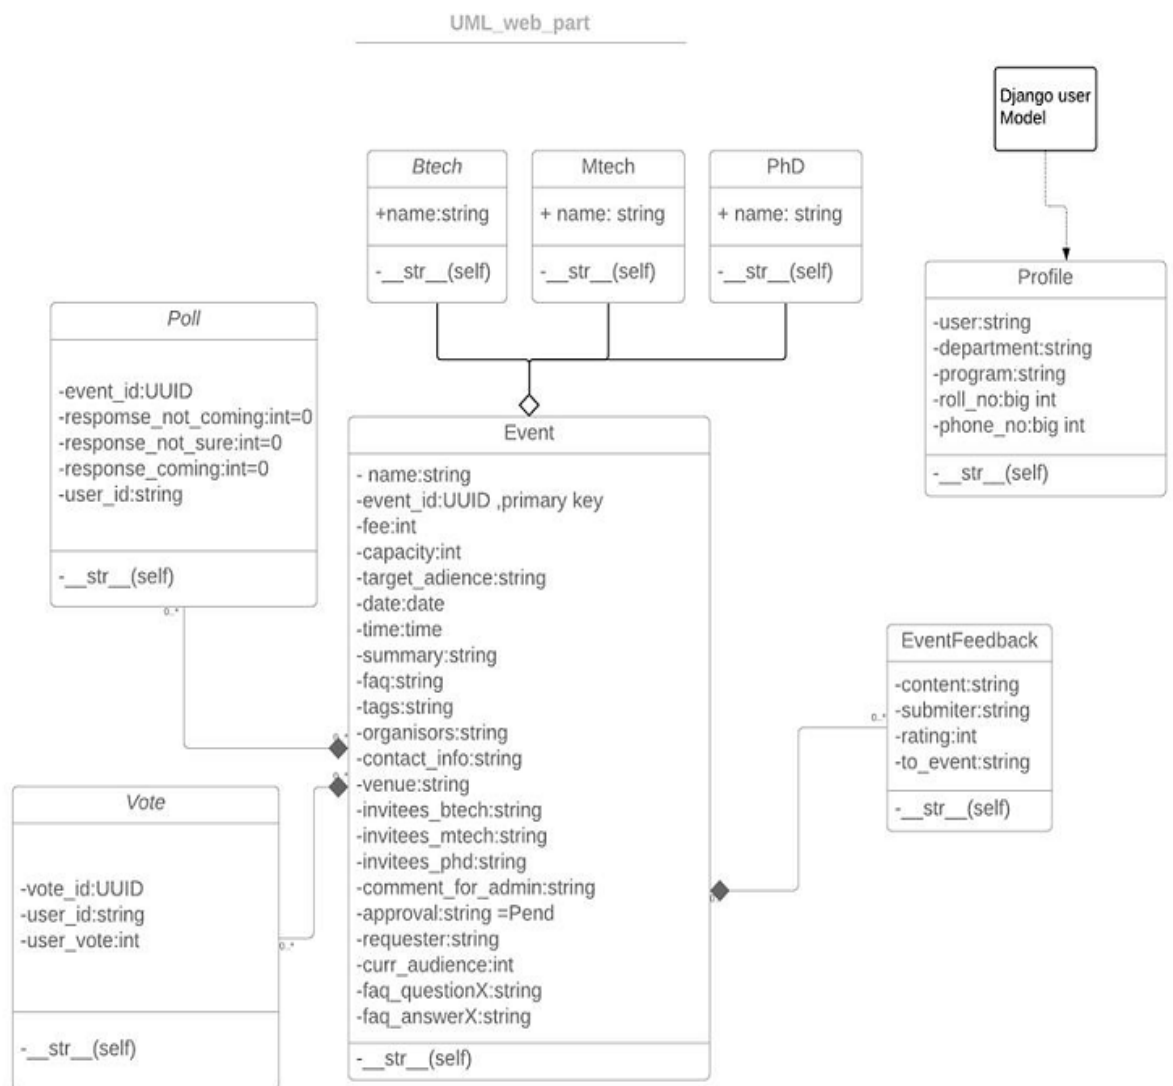 UML_web_part
Django user
Model
Btech
+name:string
-__str__(self)
Mtech
+ name: string
-__str__(self)
PhD
+ name: string
-__str__(self)
Profile
-user:string
-department:string
-program:string
-roll_no:big int
-phone_no:big int
-__str__(self)
Poll
-event_id:UUID
-respomse_not_coming:int=0
-response_not_sure:int=0
-response_coming:int=0
-user_id:string
-__str__(self)
0..*
Event
- name:string
-event_id:UUID ,primary key
-fee:int
-capacity:int
-target_adience:string
-date:date
-time:time
-summary:string
-faq:string
-tags:string
-organisors:string
-contact_info:string
-venue:string
-invitees_btech:string
-invitees_mtech:string
-invitees_phd:string
-comment_for_admin:string
-approval:string =Pend
-requester:string
-curr_audience:int
-faq_questionX:string
-faq_answerX:string
-__str__(self)
EventFeedback
-content:string
-submiter:string
-rating:int
-to_event:string
-__str__(self)
0..*
Vote
-vote_id:UUID
-user_id:string
-user_vote:int
-__str__(self)
0..*